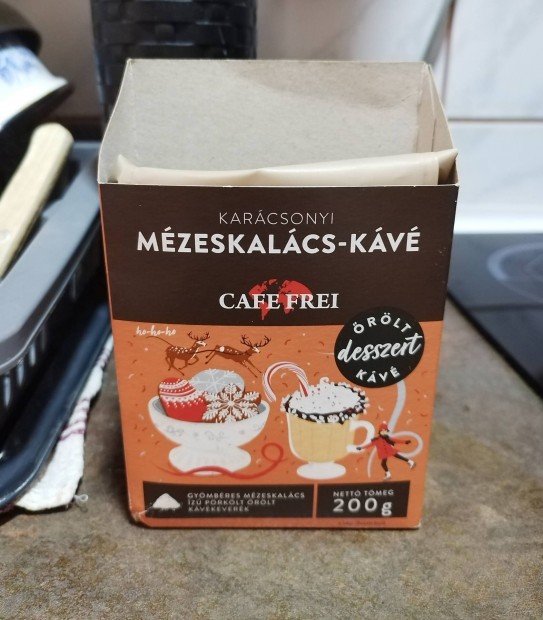 KARÁCSONYI
MÉZESKALÁCS-KÁVÉ
CAFE FREI
ho-ho-ho
ŐRÖLT
desszert
KÁVÉ
GYÖMBÉRES MÉZESKALÁCS
ÍZŰ PÖRKÖLT ŐRÖLT
KÁVÉKEVERÉK
NETTÓ TÖMEG
200g